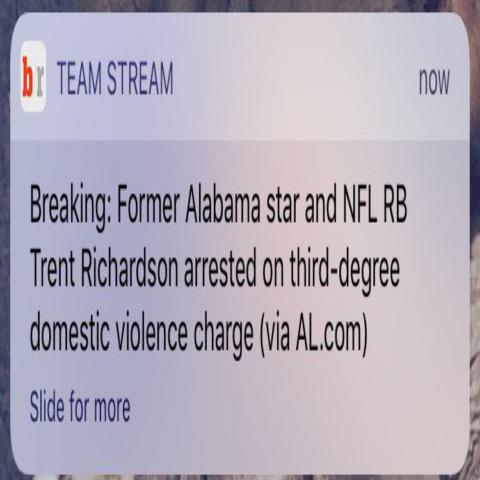 br TEAM STREAM now
Breaking: Former Alabama star and NFL RB
Trent Richardson arrested on third-degree
domestic violence charge (via AL.com)
Slide for more